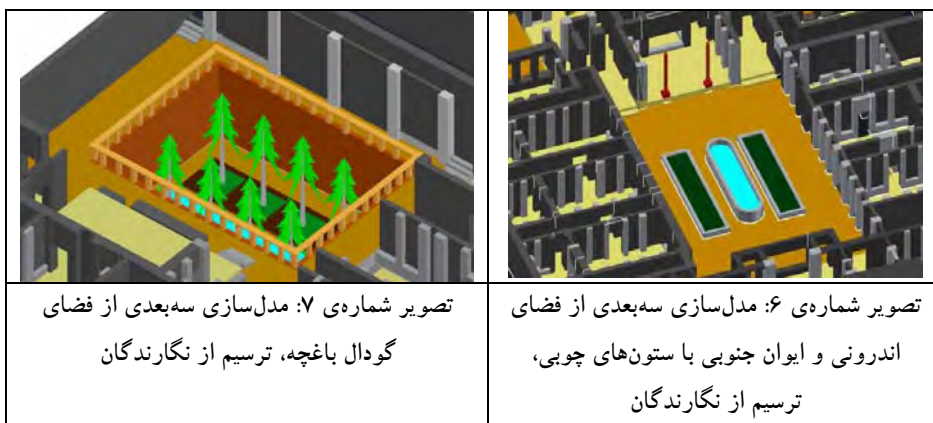 تصویر شماره‌ی ۶: مدل‌سازی سه‌بعدی از فضای
اندرونی و ایوان جنوبی با ستون‌های چوبی،
ترسیم از نگارندگان
تصویر شماره‌ی ۷: مدل‌سازی سه‌بعدی از فضای
گودال باغچه، ترسیم از نگارندگان